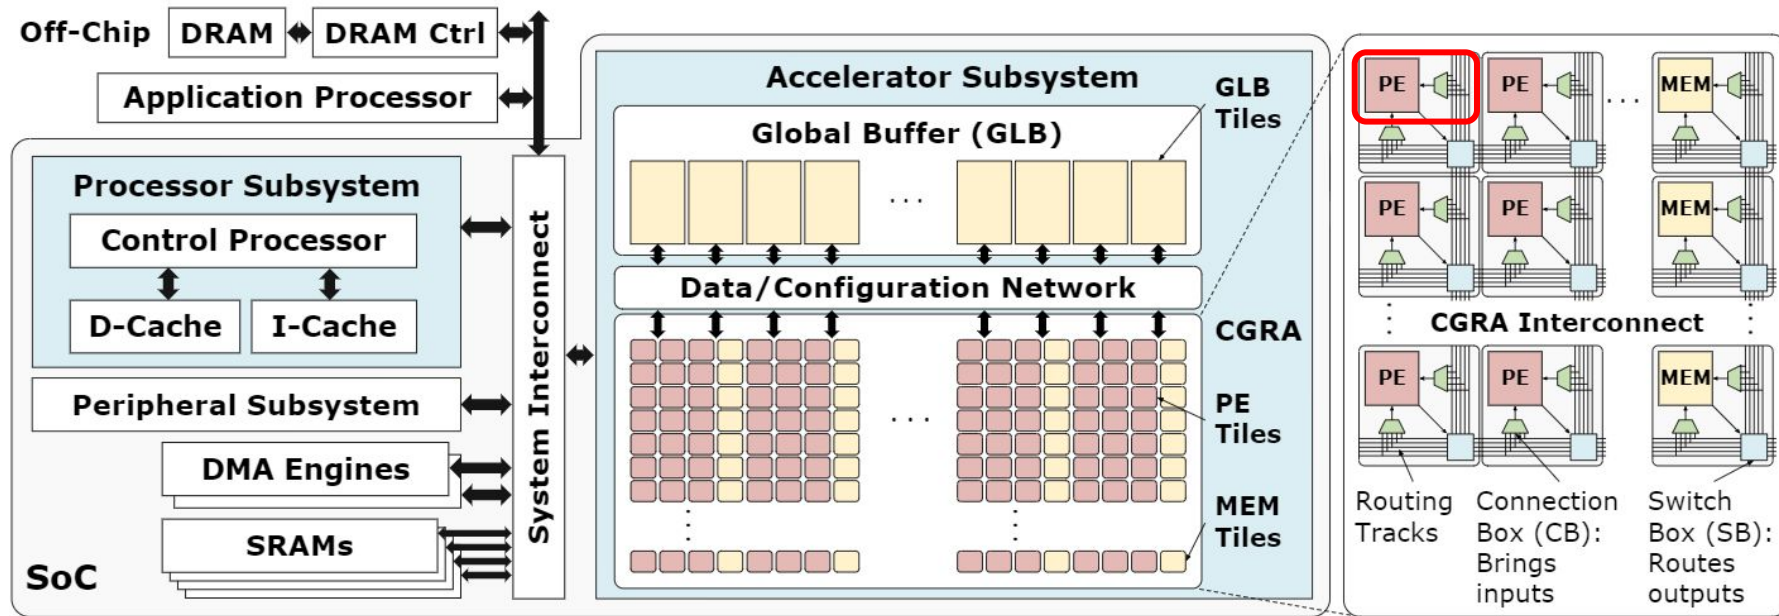 Off-Chip
DRAM
DRAM Ctrl
Application Processor
Processor Subsystem
Control Processor
D-Cache
I-Cache
Peripheral Subsystem
DMA Engines
SRAMs
SoC
System Interconnect
Accelerator Subsystem
Global Buffer (GLB)
...
GLB
Tiles
Data/Configuration Network
CGRA
...
PE
Tiles
MEM
Tiles
PE
PE
...
MEM
PE
PE
MEM
CGRA Interconnect
PE
PE
MEM
Routing
Tracks
Connection
Box (CB):
Brings
inputs
Switch
Box (SB):
Routes
outputs